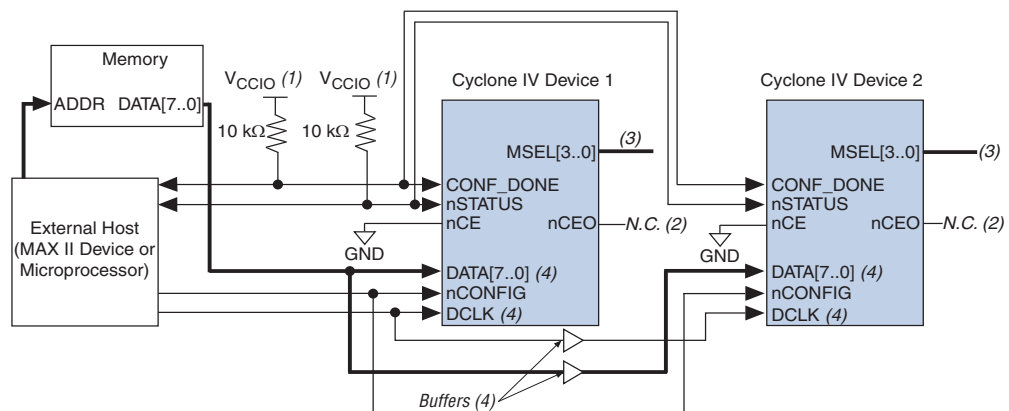 Memory
ADDR DATA[7..0]
External Host
(MAX II Device or
Microprocessor)
VCCIO (1)
10 kΩ
VCCIO (1)
10 kΩ
Cyclone IV Device 1
MSEL[3..0]
(3)
CONF_DONE
nSTATUS
nCE
nCEO
N.C. (2)
GND
DATA[7..0] (4)
nCONFIG
DCLK (4)
Buffers (4)
Cyclone IV Device 2
MSEL[3..0]
(3)
CONF_DONE
nSTATUS
nCE
nCEO
N.C. (2)
GND
DATA[7..0] (4)
nCONFIG
DCLK (4)